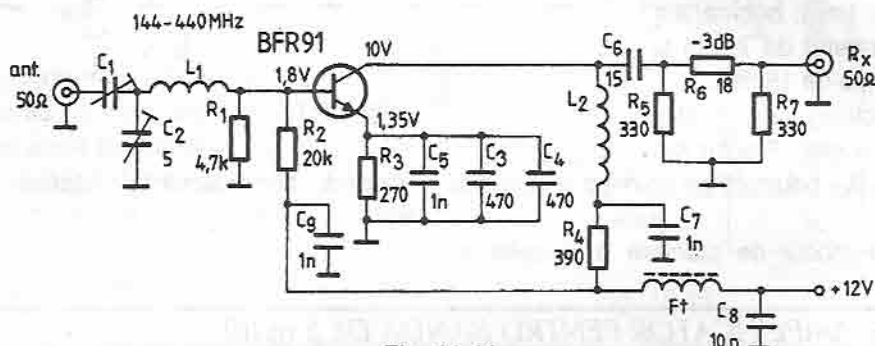 144-440MHz
BFR91
10V
1,8V
1,35V
ant.
50Ω
C1
C2
5
L1
R1
4,7k
R2
20k
C9
1n
R3
270
C5
1n
C3
470
C4
470
C6
15
L2
R4
390
C7
1n
-3dB
R5
330
R6
18
R7
330
Rx
50Ω
Ft
C8
10n
+12V